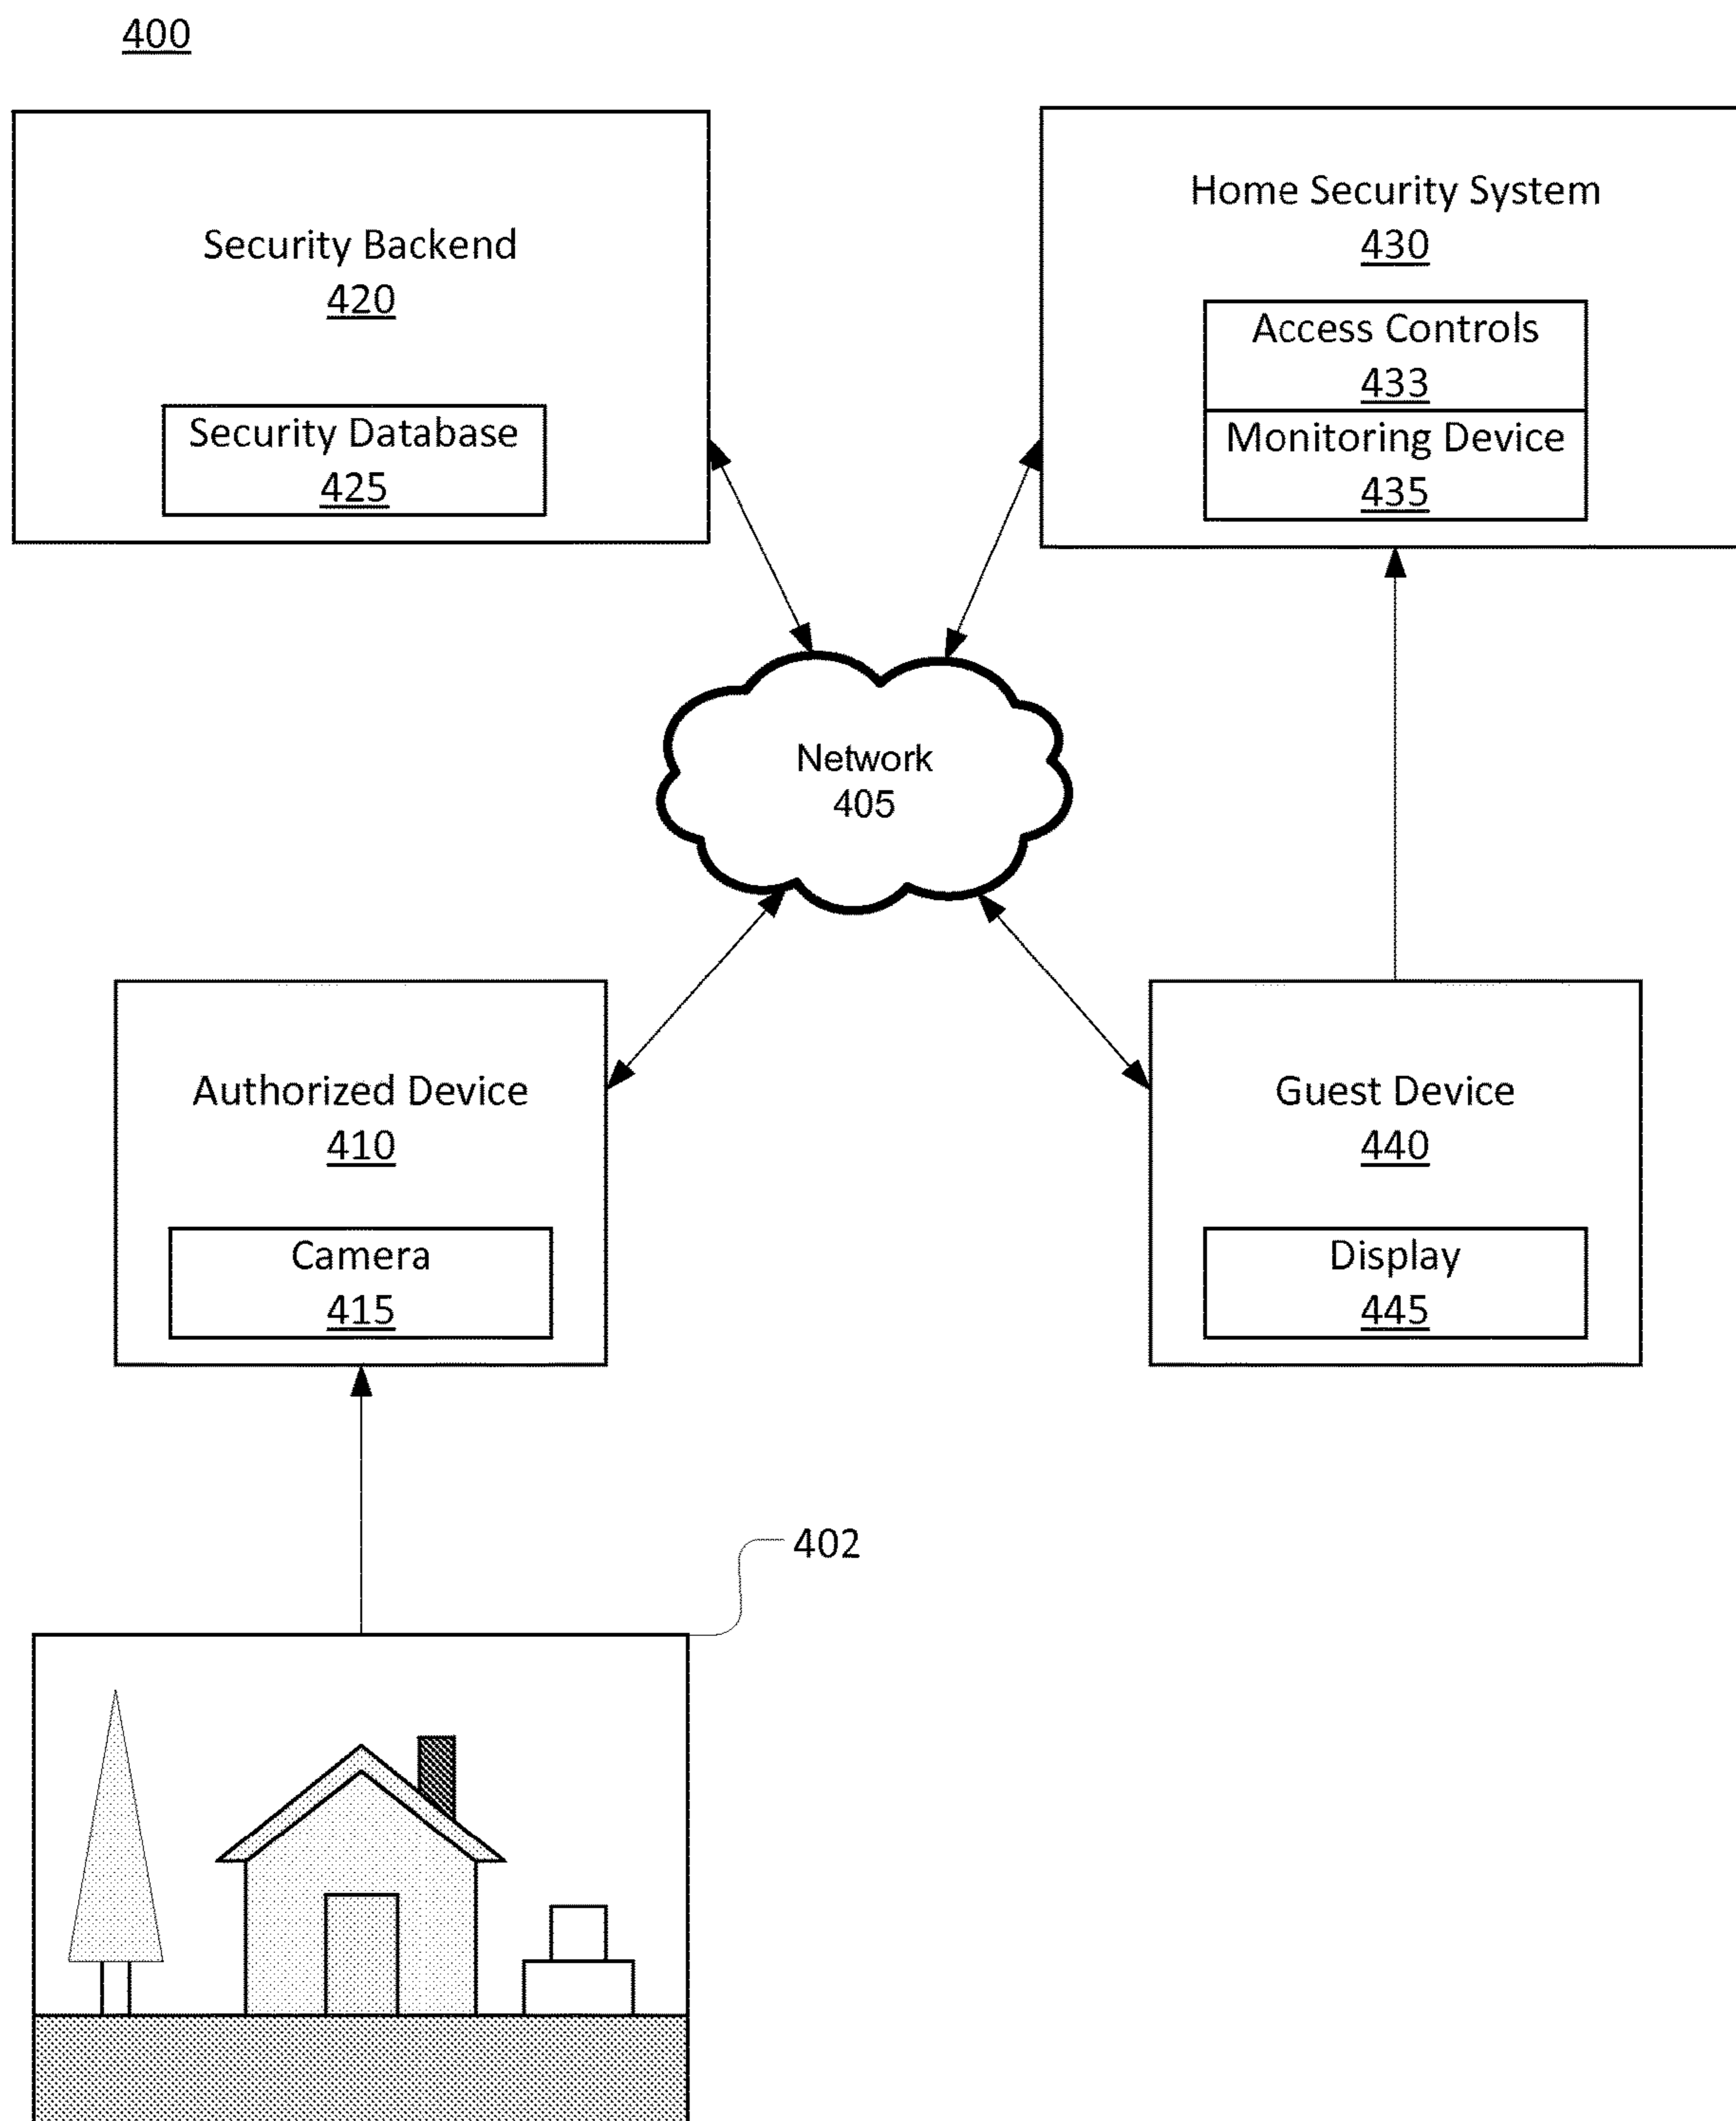 400
Security Backend
420
Security Database
425
Home Security System
430
Access Controls
433
Monitoring Device
435
Network
405
Authorized Device
410
Camera
415
Guest Device
440
Display
445
402